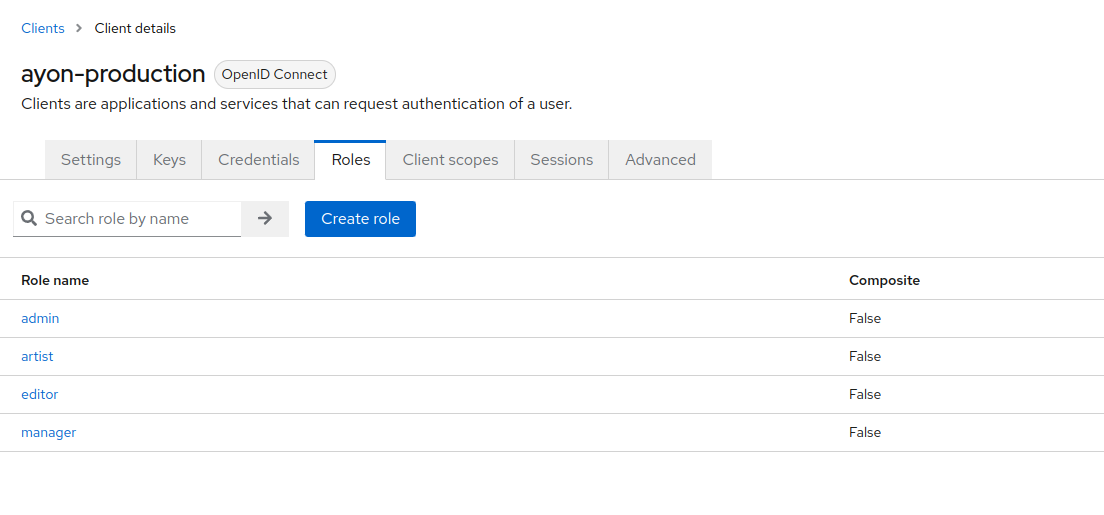 Clients > Client details
ayon-production OpenID Connect
Clients are applications and services that can request authentication of a user.
Settings Keys Credentials Roles Client scopes Sessions Advanced
Search role by name → Create role
Role name Composite
admin False
artist False
editor False
manager False